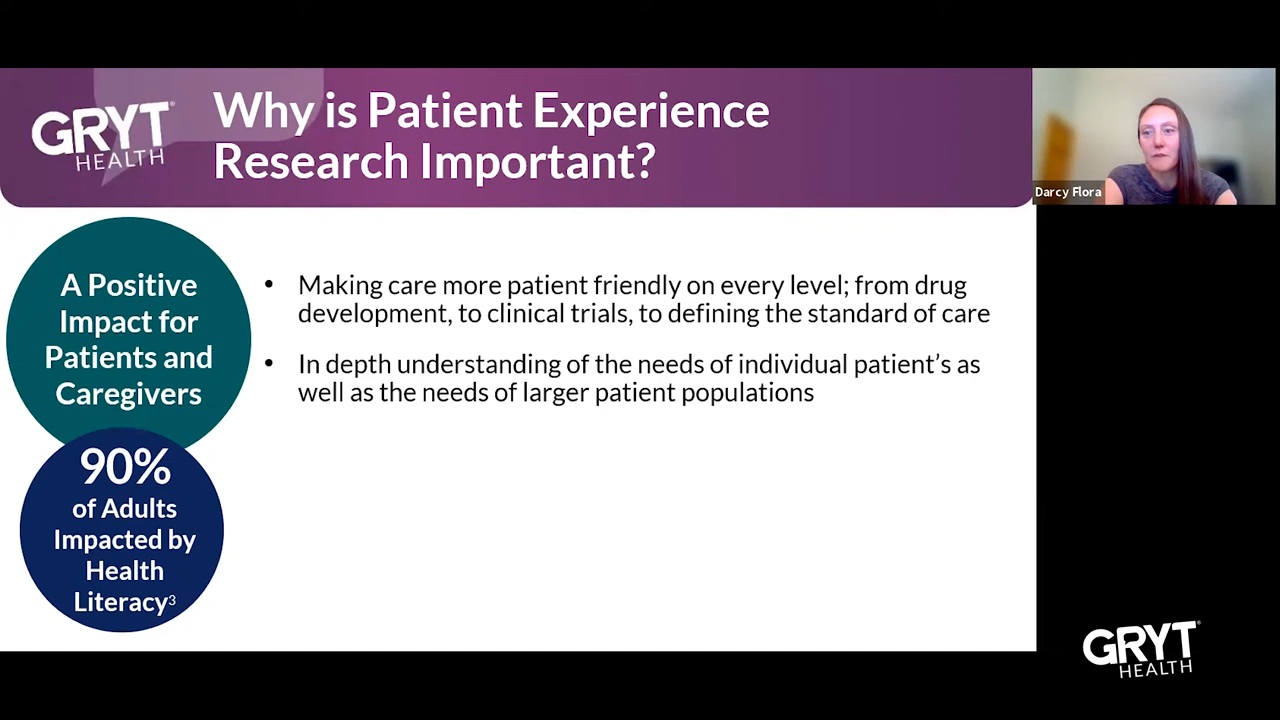 GRYT®
HEALTH
Why is Patient Experience
Research Important?
Darcy Flora
A Positive
Impact for
Patients and
Caregivers
• Making care more patient friendly on every level; from drug
development, to clinical trials, to defining the standard of care
• In depth understanding of the needs of individual patient's as
well as the needs of larger patient populations
90%
of Adults
Impacted by
Health
Literacy3
GRYT®
HEALTH